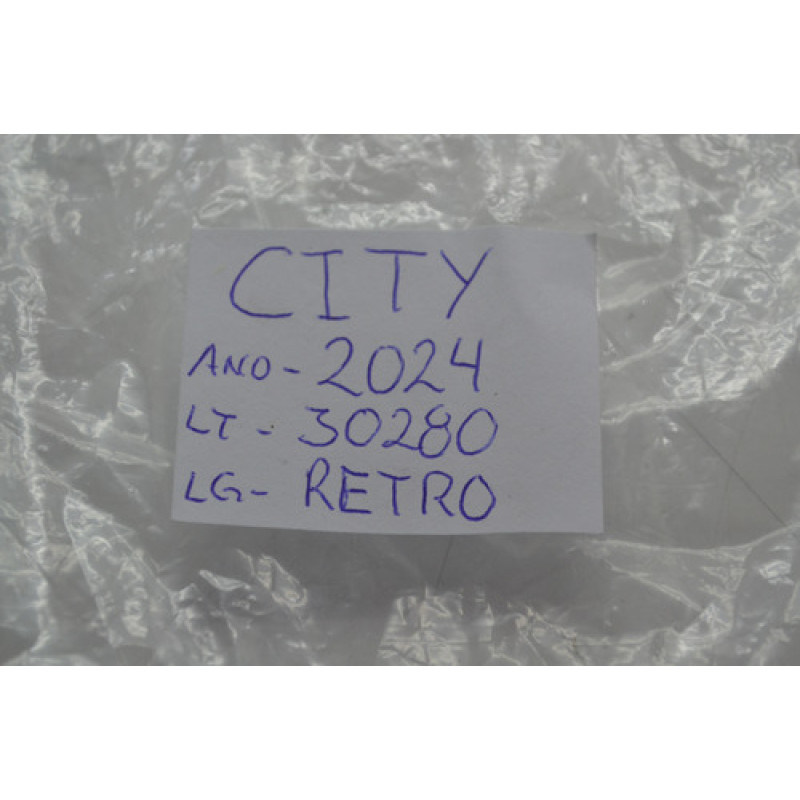 CITY
ANO - 2024
LT - 30280
LG - RETRO